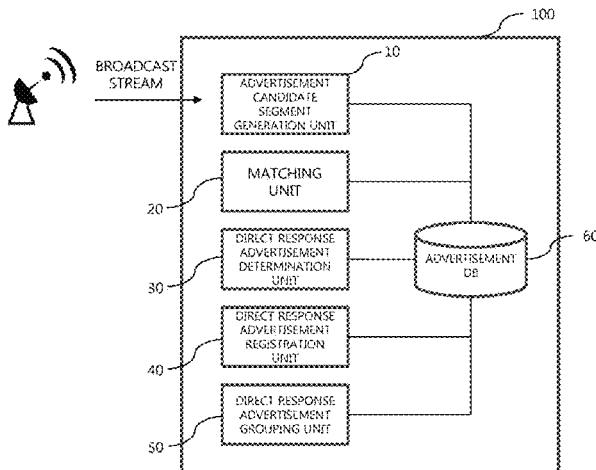 100
BROADCAST
STREAM
10
ADVERTISEMENT
CANDIDATE
SEGMENT
GENERATION UNIT
MATCHING
UNIT
20
DIRECT RESPONSE
ADVERTISEMENT
DETERMINATION
UNIT
30
ADVERTISEMENT
DB
60
DIRECT RESPONSE
ADVERTISEMENT
REGISTRATION
UNIT
40
DIRECT RESPONSE
ADVERTISEMENT
GROUPING UNIT
50